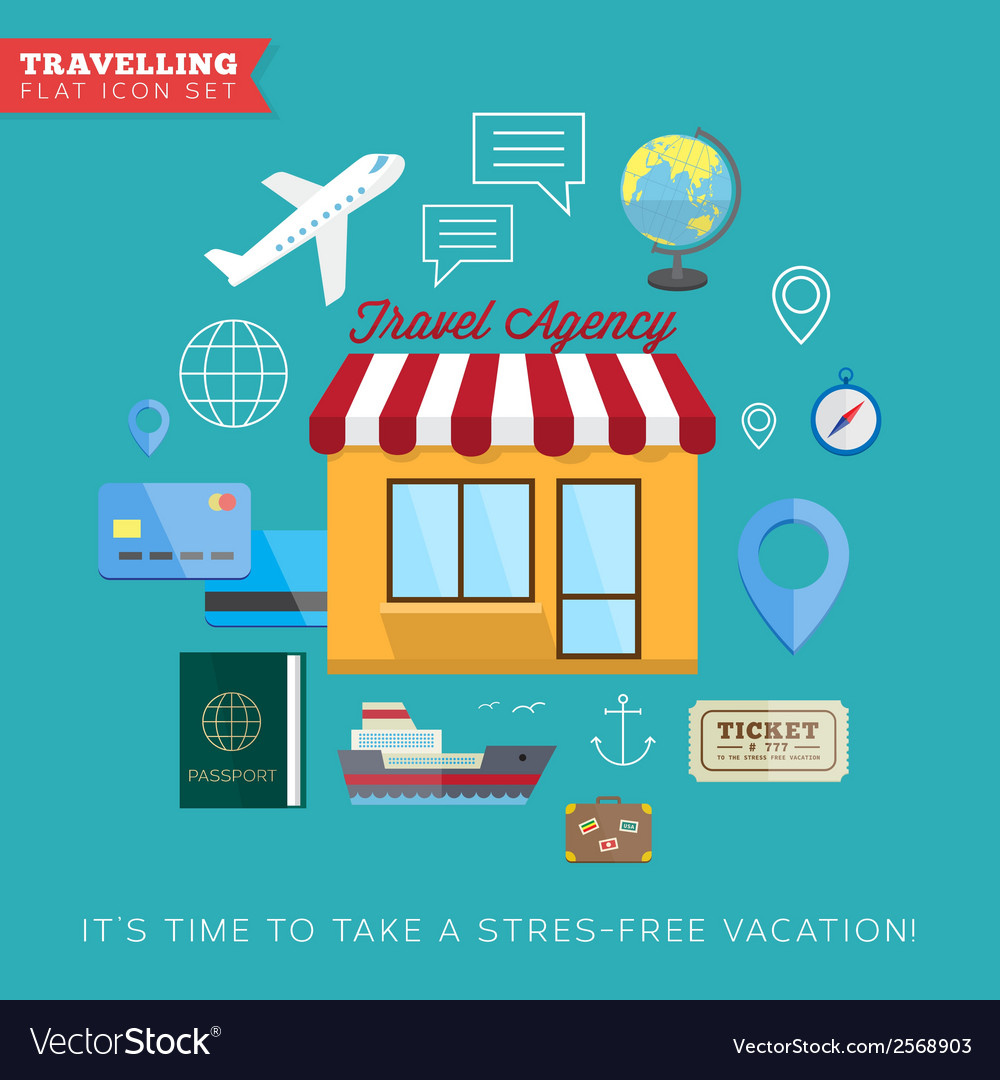 TRAVELLING
FLAT ICON SET
Travel Agency
PASSPORT
TICKET
# 777
TO THE STRESS FREE VACATION
USA
IT'S TIME TO TAKE A STRES-FREE VACATION!
VectorStock®
VectorStock.com/2568903